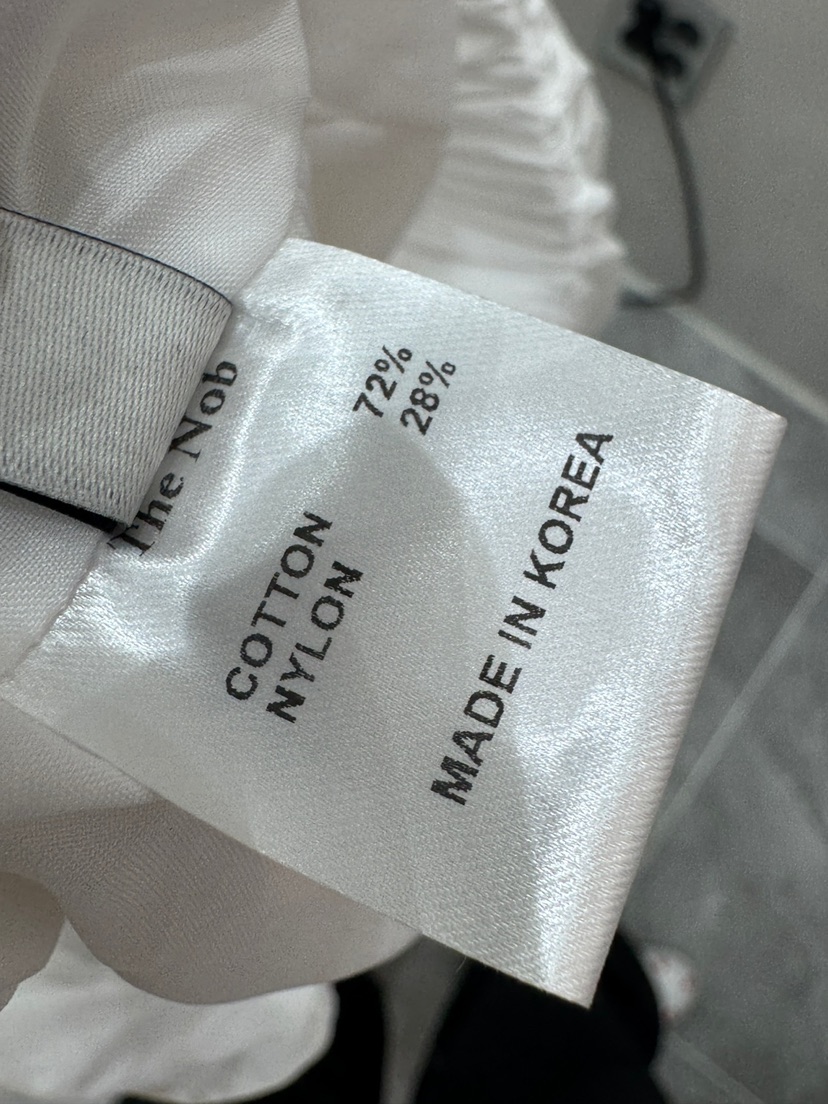 The Nob
COTTON 72%
NYLON 28%
MADE IN KOREA